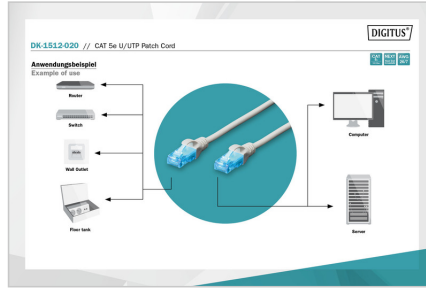 DIGITUS®
DK-1512-020 // CAT 5e U/UTP Patch Cord
Anwendungsbeispiel
Example of use
Router
Switch
Wall Outlet
Floor tank
Computer
Server